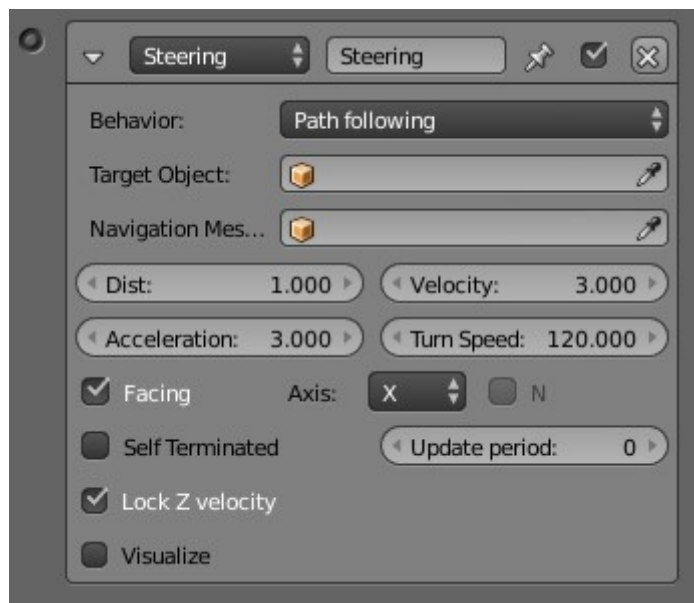 Steering Steering
Behavior: Path following
Target Object:
Navigation Mes...
Dist: 1.000 Velocity: 3.000
Acceleration: 3.000 Turn Speed: 120.000
Facing Axis: X N
Self Terminated Update period: 0
Lock Z velocity
Visualize